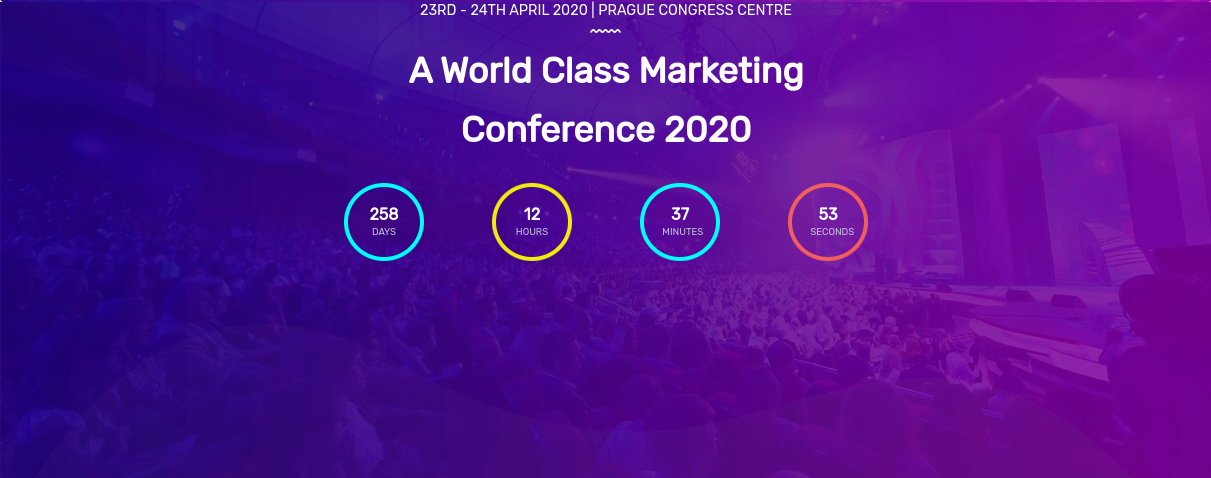 23RD - 24TH APRIL 2020 | PRAGUE CONGRESS CENTRE
A World Class Marketing
Conference 2020
258 12 37 53
DAYS HOURS MINUTES SECONDS